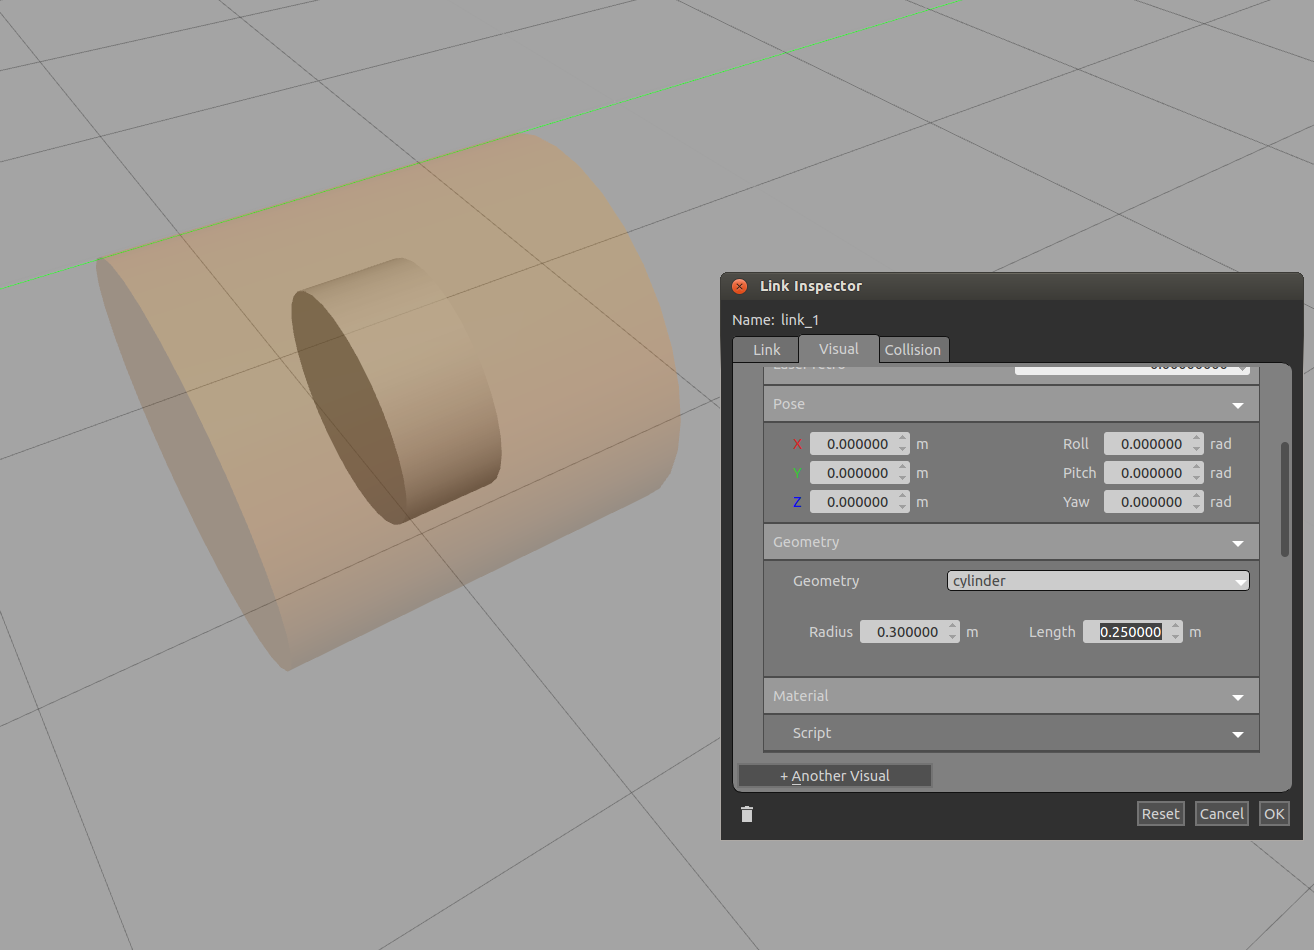 Link Inspector
Name: link_1
Link Visual Collision
Pose
X 0.000000 m Roll 0.000000 rad
Y 0.000000 m Pitch 0.000000 rad
Z 0.000000 m Yaw 0.000000 rad
Geometry
Geometry cylinder
Radius 0.300000 m Length 0.250000 m
Material
Script
+ Another Visual
Reset Cancel OK